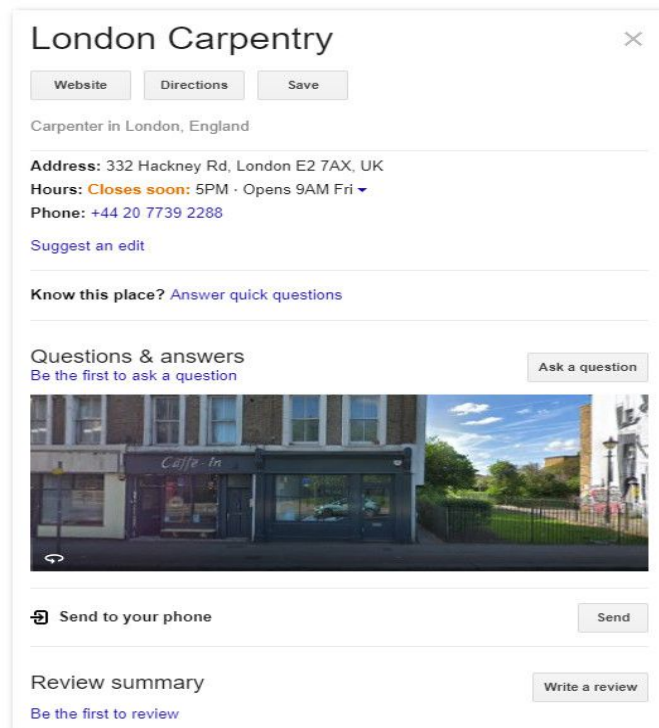 London Carpentry
Website Directions Save
Carpenter in London, England
Address: 332 Hackney Rd, London E2 7AX, UK
Hours: Closes soon: 5PM · Opens 9AM Fri
Phone: +44 20 7739 2288
Suggest an edit
Know this place? Answer quick questions
Questions & answers
Be the first to ask a question
Ask a question
Caffe-In
Send to your phone
Send
Review summary
Write a review
Be the first to review